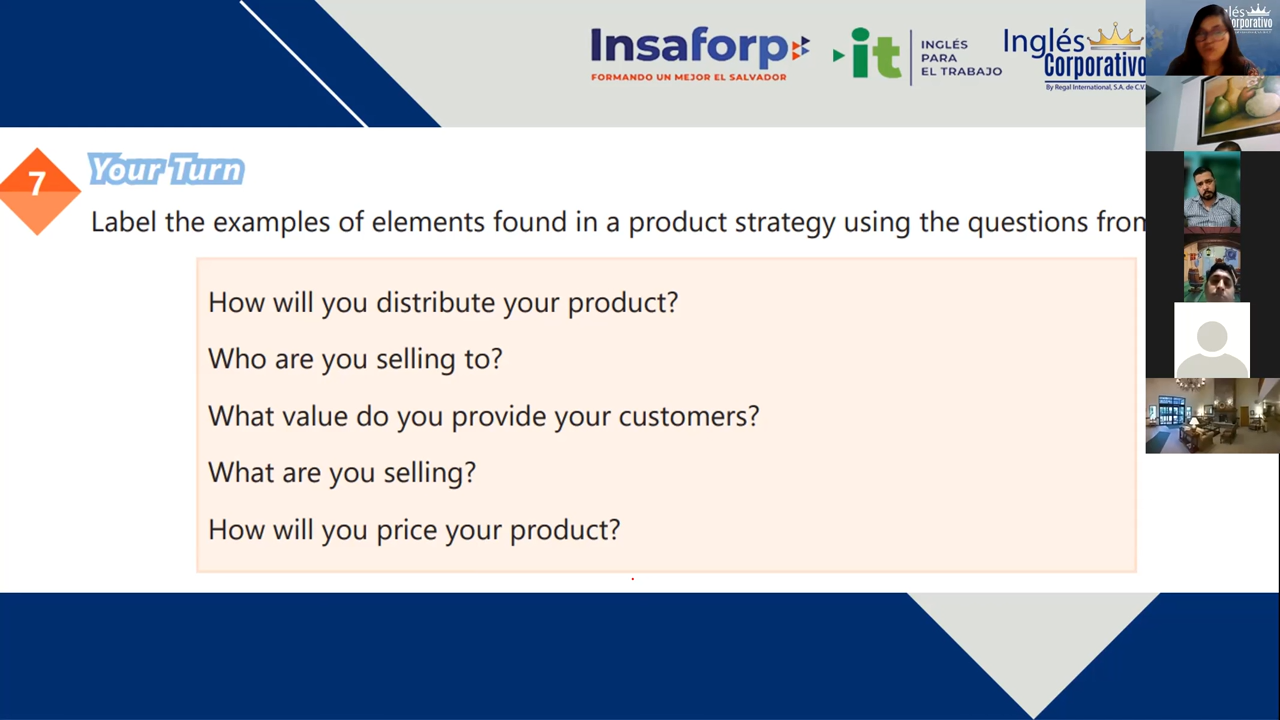 Insaforp
FORMANDO UN MEJOR EL SALVADOR
it
INGLÉS
PARA
EL TRABAJO
Inglés
Corporativo
By Regal International, S.A. de C.V.
7
Your Turn
Label the examples of elements found in a product strategy using the questions from
How will you distribute your product?
Who are you selling to?
What value do you provide your customers?
What are you selling?
How will you price your product?